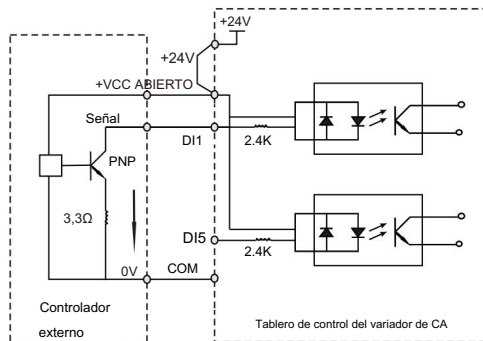 +24V
+24V
+VCC ABIERTO
Señal
DI1
2.4K
PNP
3,3Ω
DI5
2.4K
0V
COM
Controlador
externo
Tablero de control del variador de CA